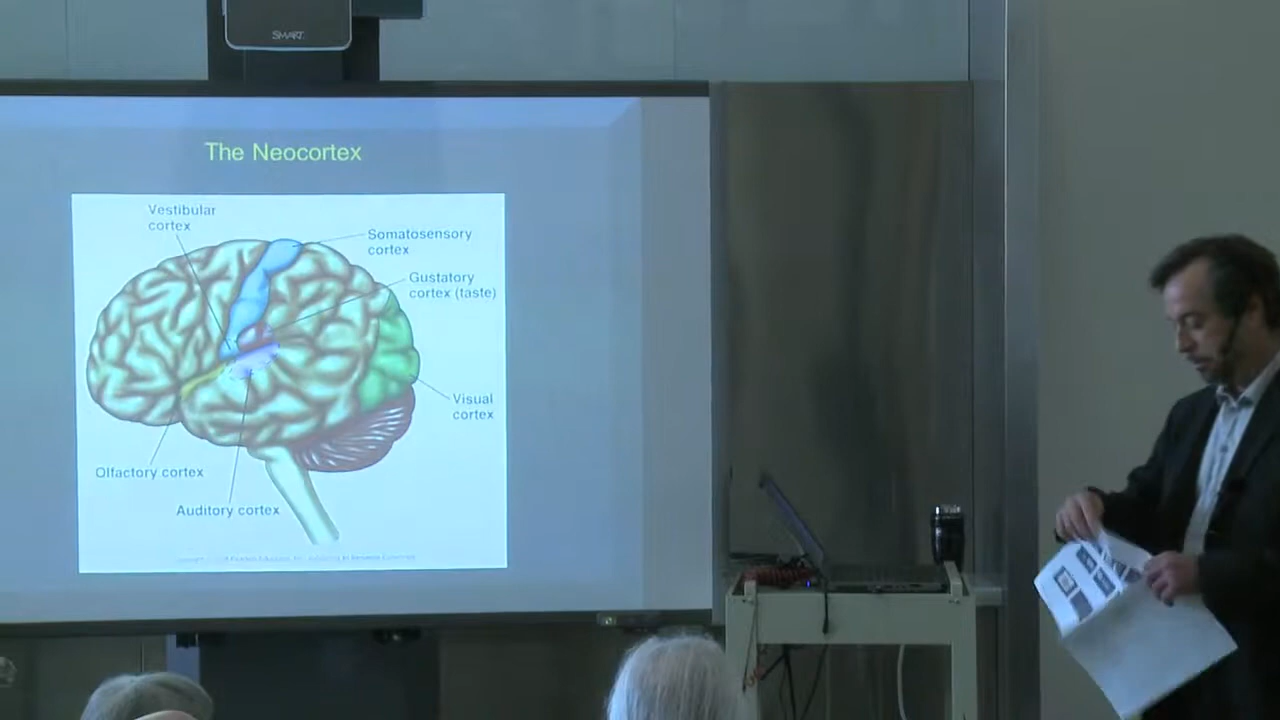 SMART
The Neocortex
Vestibular
cortex
Somatosensory
cortex
Gustatory
cortex (taste)
Visual
cortex
Olfactory cortex
Auditory cortex